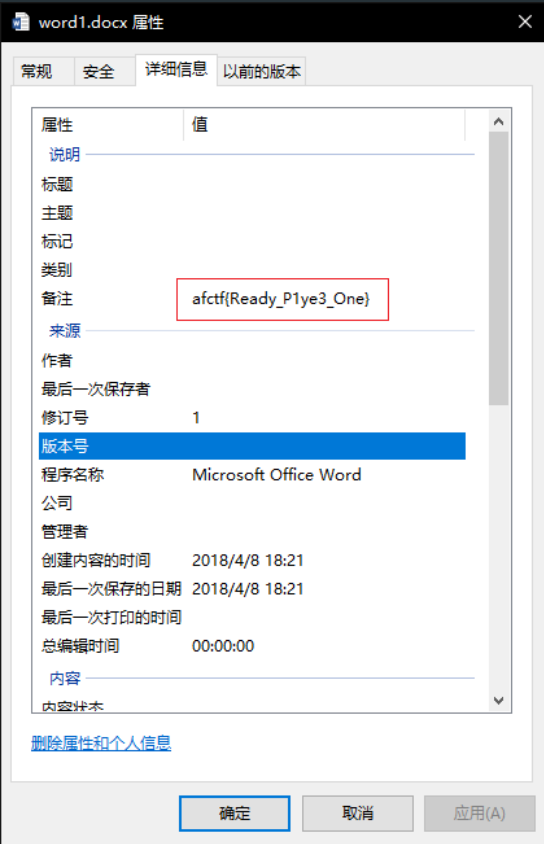 word1.docx 属性
常规 安全 详细信息 以前的版本
属性 值
说明
标题
主题
标记
类别
备注 afctf{Ready_P1ye3_One}
来源
作者
最后一次保存者
修订号 1
版本号
程序名称 Microsoft Office Word
公司
管理者
创建内容的时间 2018/4/8 18:21
最后一次保存的日期 2018/4/8 18:21
最后一次打印的时间
总编辑时间 00:00:00
内容
内容状态
删除属性和个人信息
确定 取消 应用(A)